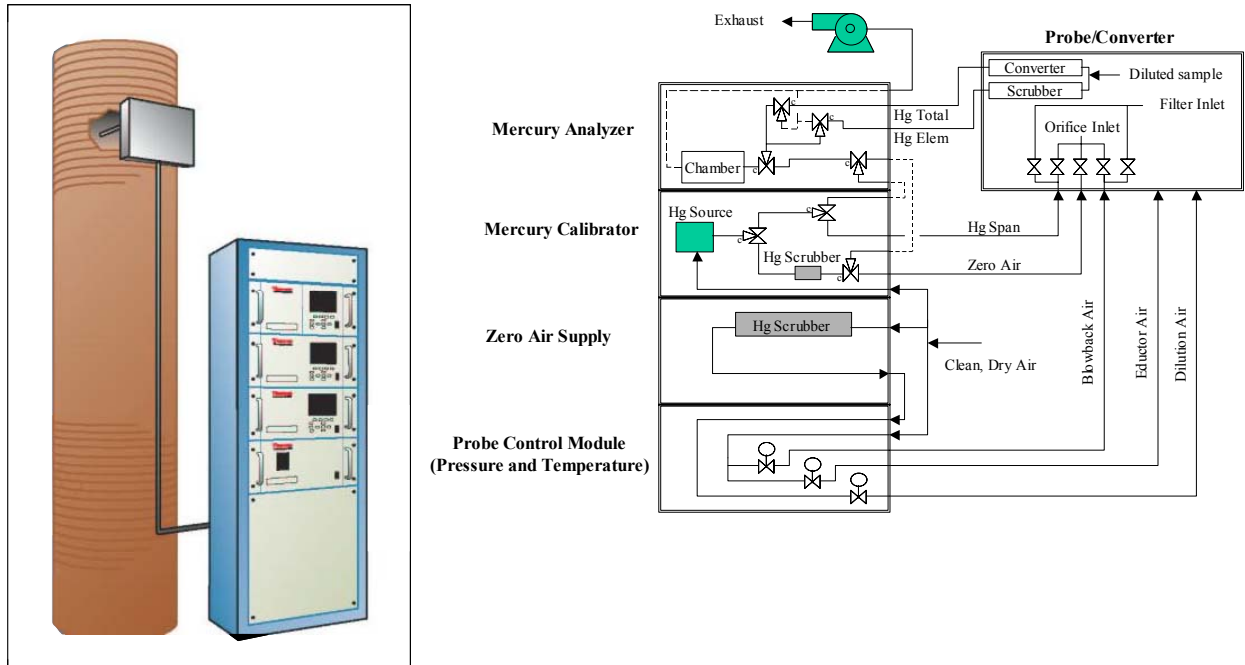 Exhaust
Probe/Converter
Converter
Diluted sample
Scrubber
Hg Total
Filter Inlet
Mercury Analyzer
Hg Elem
Orifice Inlet
Chamber
c
c
c
c
Hg Source
c
c
Mercury Calibrator
Hg Span
Hg Scrubber
c
Zero Air
Zero Air Supply
Hg Scrubber
Clean, Dry Air
Blowback Air
Eductor Air
Dilution Air
Probe Control Module
(Pressure and Temperature)